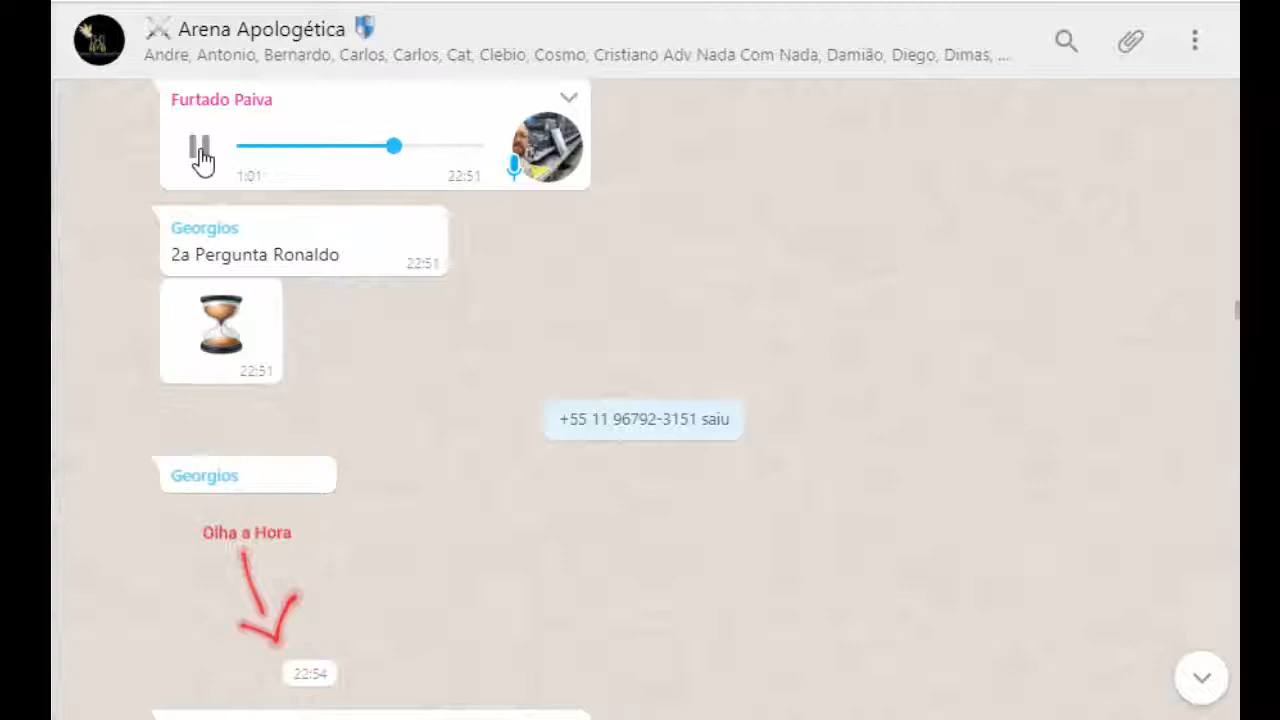 Arena Apologética
Andre, Antonio, Bernardo, Carlos, Carlos, Cat, Clebio, Cosmo, Cristiano Adv Nada Com Nada, Damião, Diego, Dimas, ...
Furtado Paiva
1:01 22:51
Georgios
2a Pergunta Ronaldo
22:51
22:51
+55 11 96792-3151 saiu
Georgios
Olha a Hora
22:54